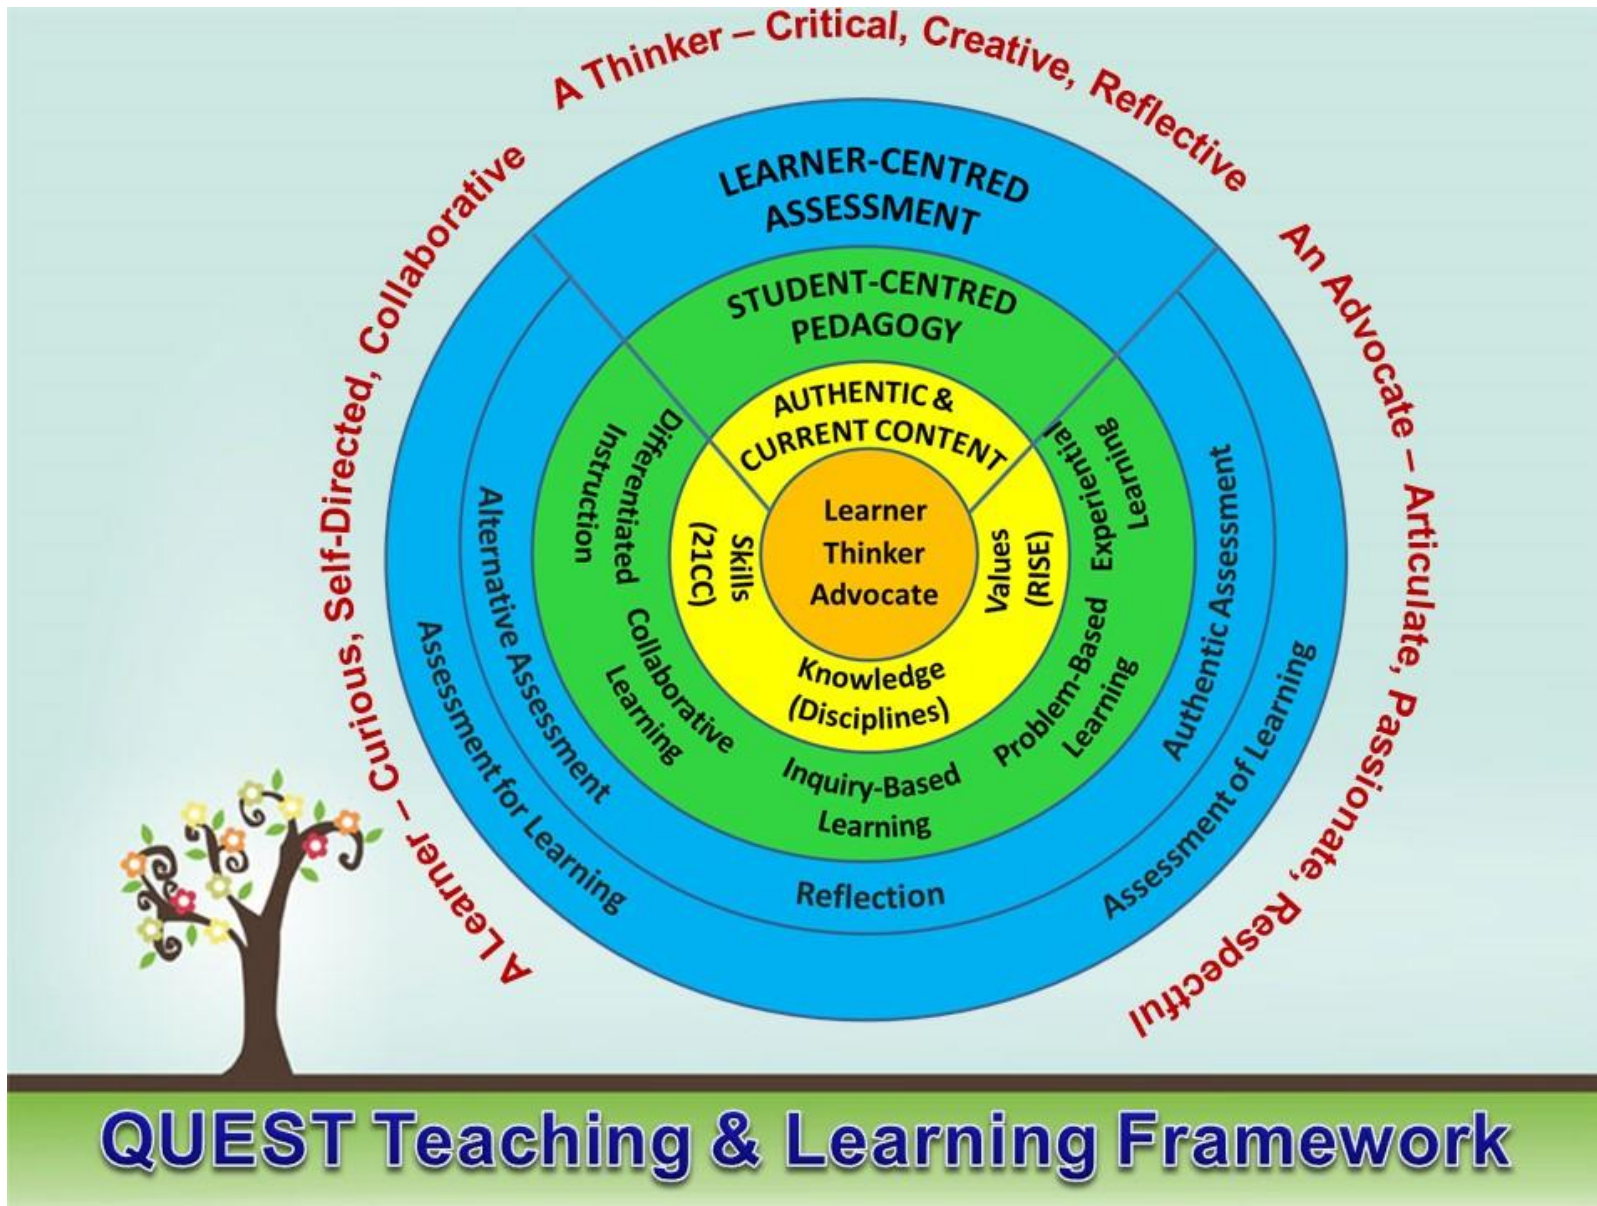 A Learner – Curious, Self-Directed, Collaborative
A Thinker – Critical, Creative, Reflective
An Advocate – Articulate, Passionate, Respectful
LEARNER-CENTRED
ASSESSMENT
STUDENT-CENTRED
PEDAGOGY
AUTHENTIC &
CURRENT CONTENT
Learner
Thinker
Advocate
Skills
(21CC)
Knowledge
(Disciplines)
Values
(RISE)
Differentiated
Instruction
Collaborative
Learning
Inquiry-Based
Learning
Problem-Based
Learning
Experiential
Learning
Alternative Assessment
Reflection
Authentic Assessment
Assessment for Learning
Assessment of Learning
QUEST Teaching & Learning Framework